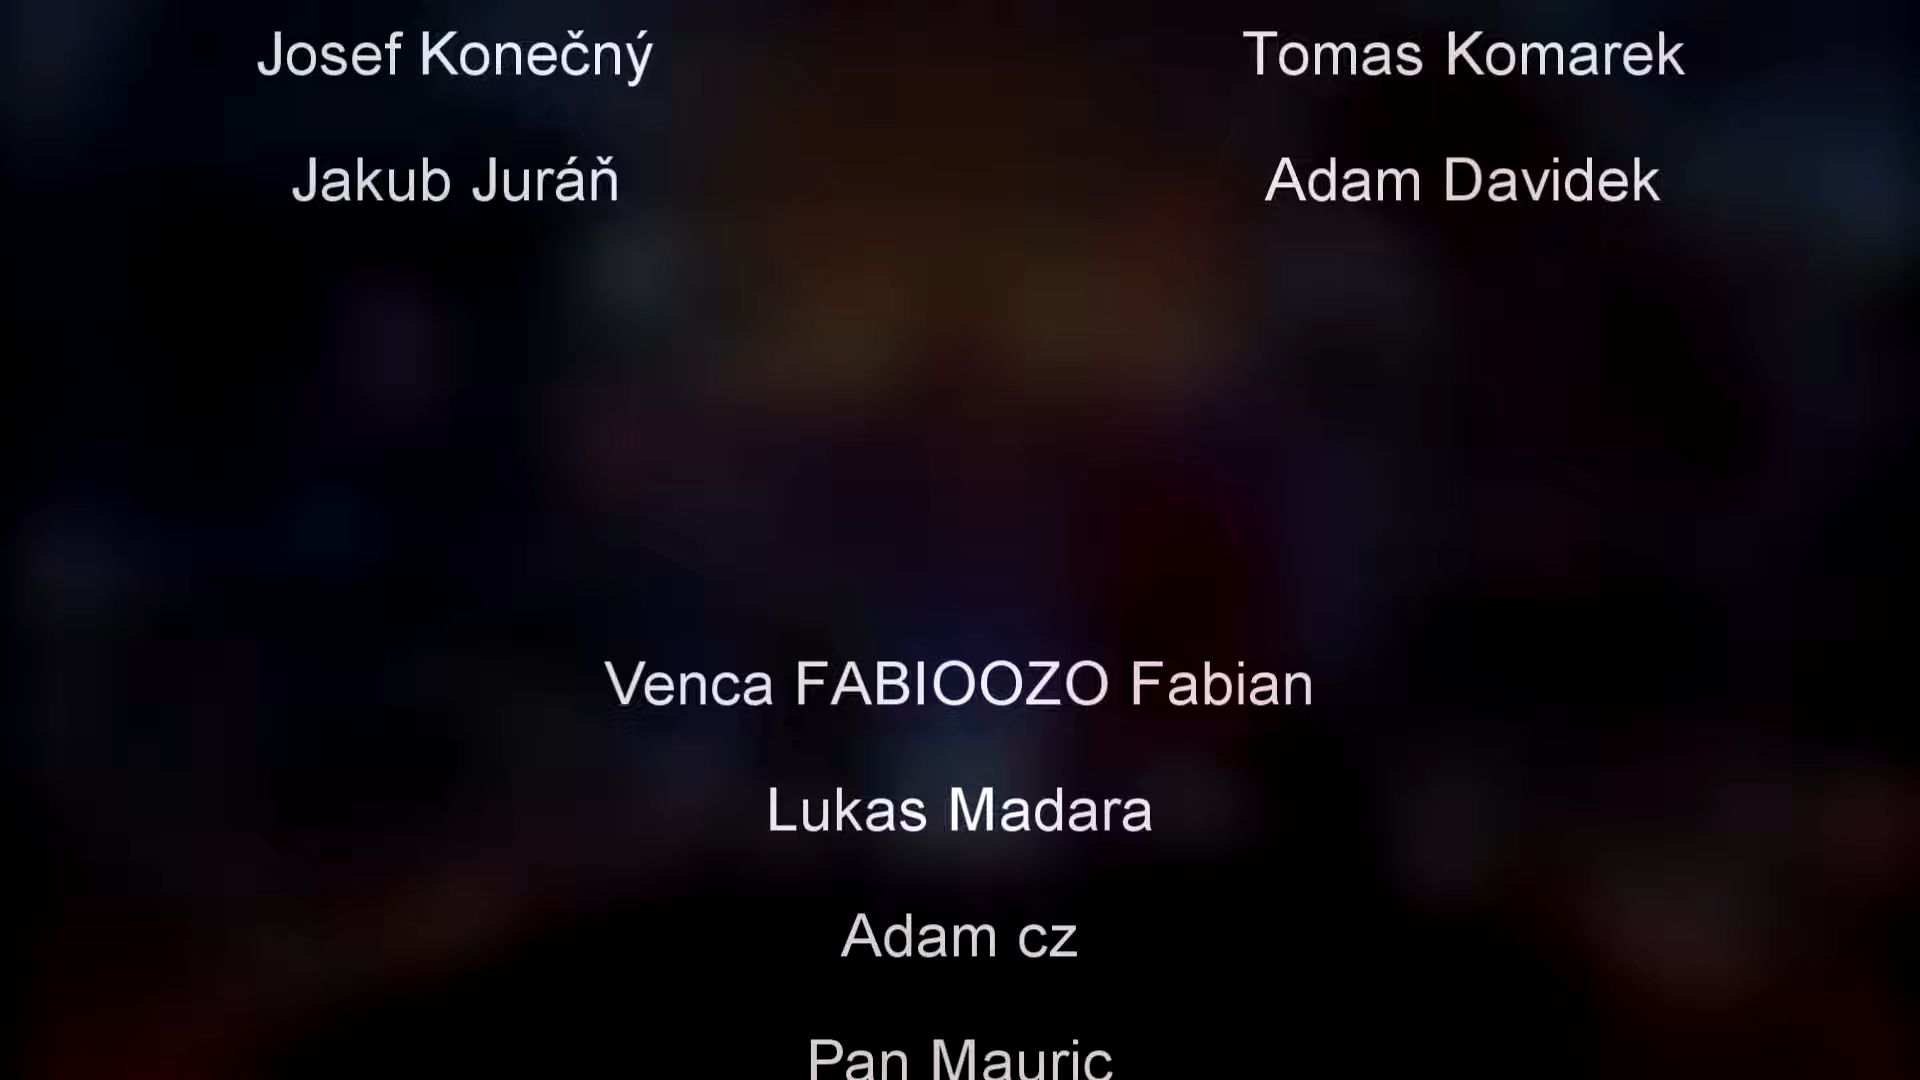 Josef Konečný
Tomas Komarek
Jakub Juráň
Adam Davidek
Venca FABIOOZO Fabian
Lukas Madara
Adam cz
Pan Mauric